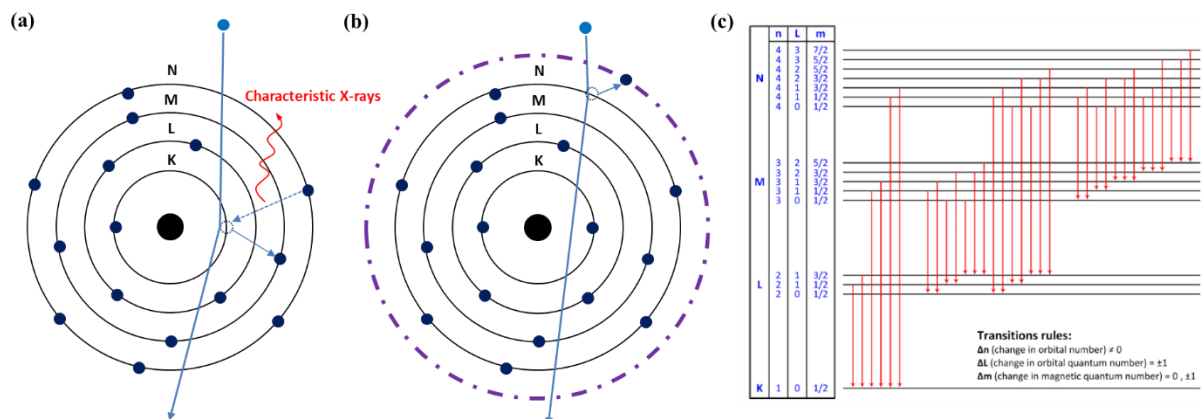 (a)
N
M
Characteristic X-rays
L
K
(b)
N
M
L
K
(c)
n L m
N
4 3 7/2
4 3 5/2
4 2 5/2
4 2 3/2
4 1 3/2
4 1 1/2
4 0 1/2
M
3 2 5/2
3 2 3/2
3 1 3/2
3 1 1/2
3 0 1/2
L
2 1 3/2
2 1 1/2
2 0 1/2
K 1 0 1/2
Transitions rules:
Δn (change in orbital number) ≠ 0
ΔL (change in orbital quantum number) = ±1
Δm (change in magnetic quantum number) = 0 , ±1